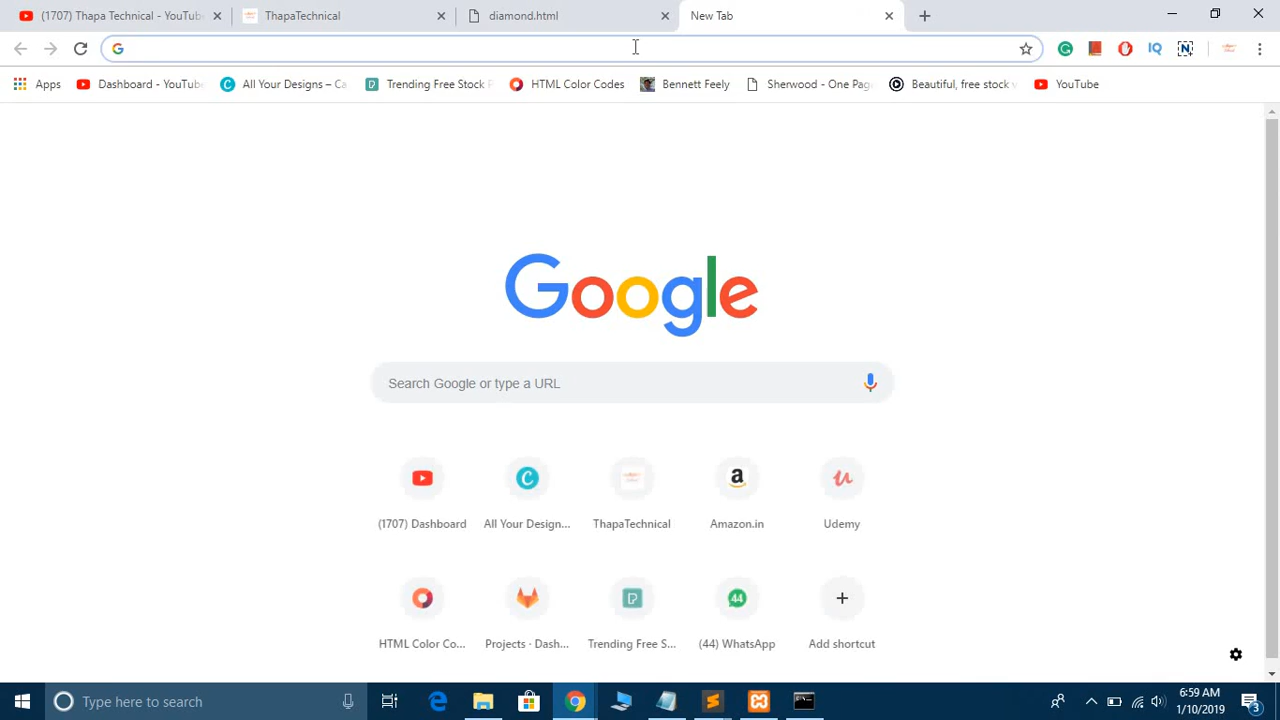 (1707) Thapa Technical - YouTube
ThapaTechnical
diamond.html
New Tab
Apps
Dashboard - YouTube
All Your Designs – Ca
Trending Free Stock P
HTML Color Codes
Bennett Feely
Sherwood - One Page
Beautiful, free stock v
YouTube
Google
Search Google or type a URL
(1707) Dashboard
All Your Design...
ThapaTechnical
Amazon.in
Udemy
44
HTML Color Co...
Projects · Dash...
Trending Free S...
(44) WhatsApp
Add shortcut
Type here to search
6:59 AM
1/10/2019
3